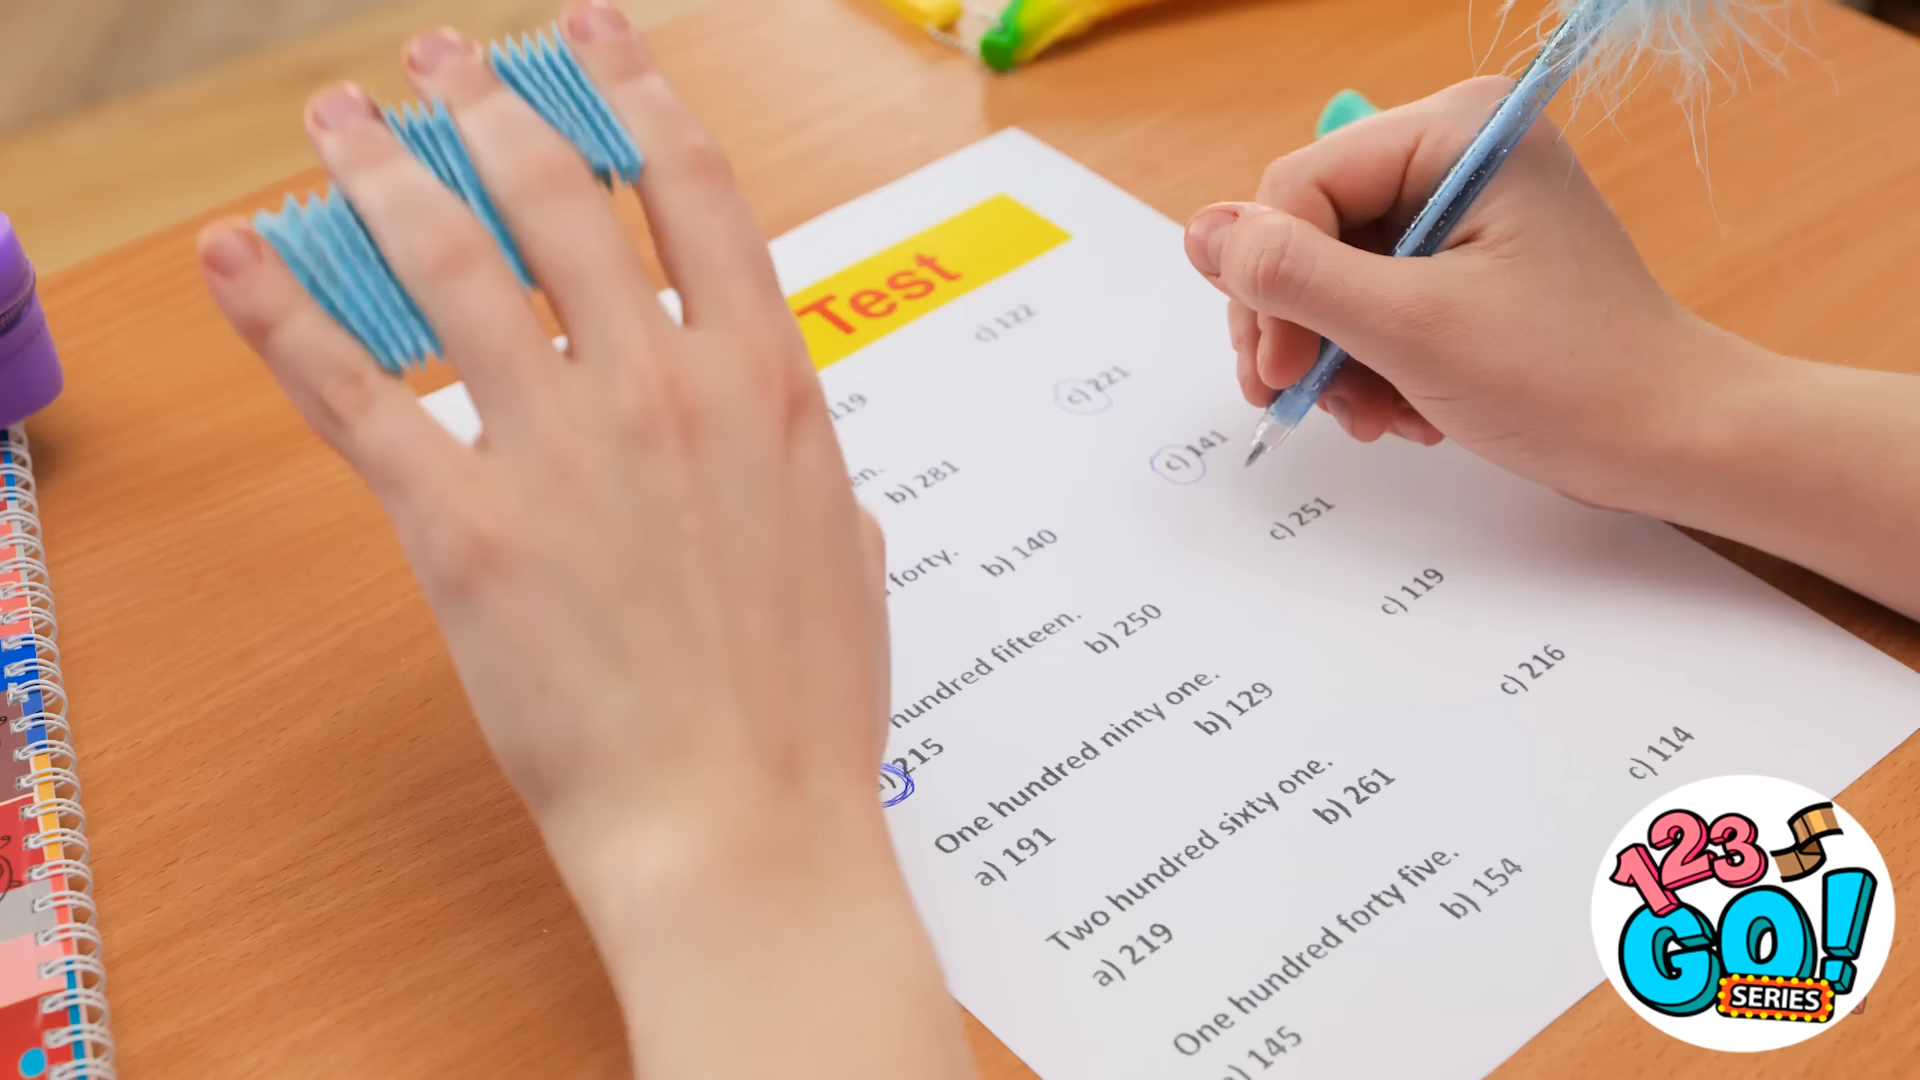 Test
c) 122
119
c) 221
en.
b) 281
c) 141
forty.
b) 140
c) 251
hundred fifteen.
215
b) 250
c) 119
One hundred ninty one.
a) 191
b) 129
c) 216
Two hundred sixty one.
a) 219
b) 261
c) 114
One hundred forty five.
145
b) 154
123
GO!
SERIES